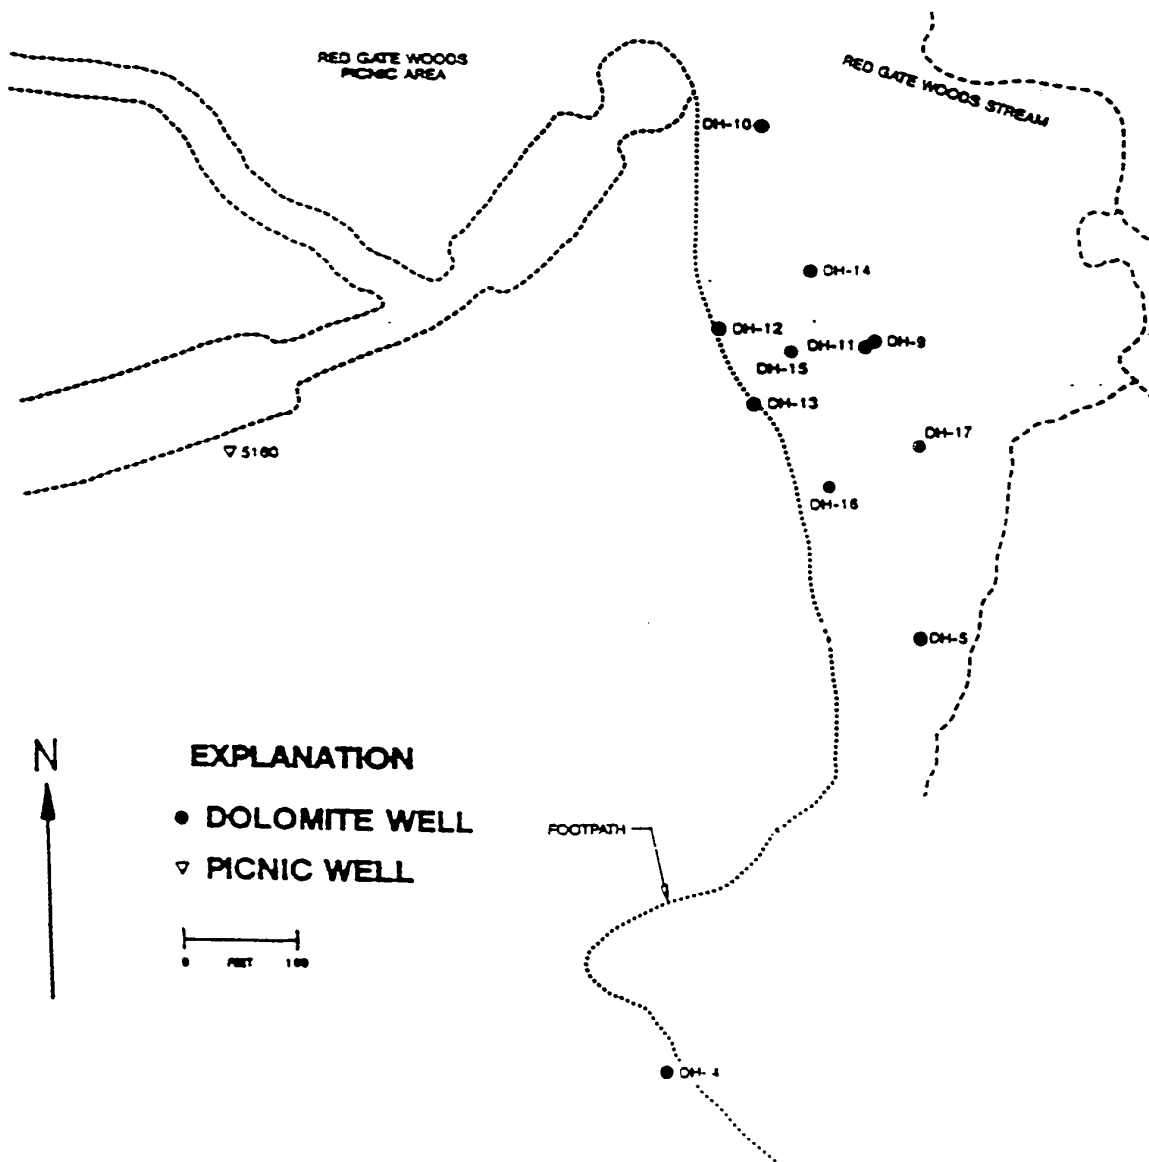 RED GATE WOODS
PICNIC AREA
RED GATE WOODS STREAM
DH-10
DH-14
DH-12
DH-11
DH-9
DH-15
DH-13
DH-17
5160
DH-16
DH-5
N
EXPLANATION
DOLOMITE WELL
PICNIC WELL
FOOTPATH
0 FEET 100
DH-4